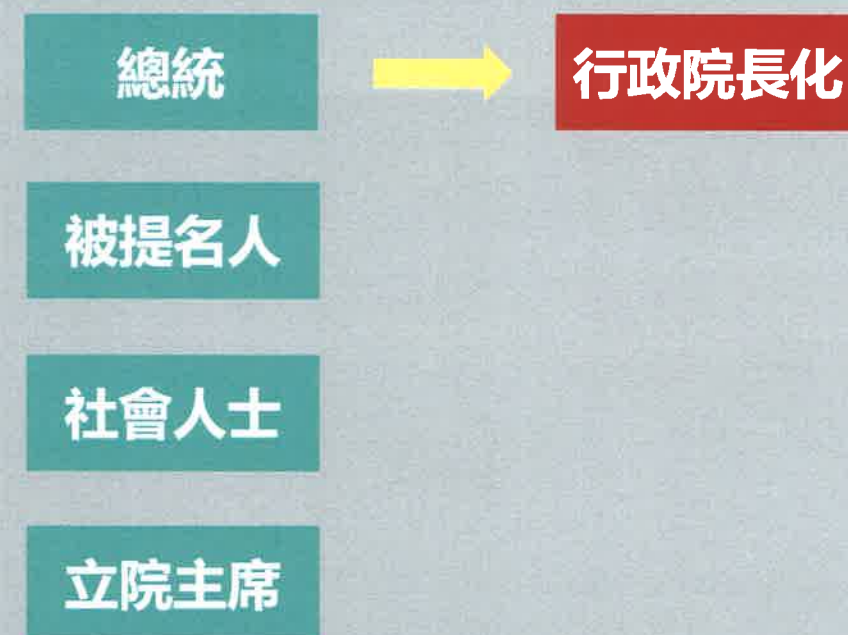 總統
行政院長化
被提名人
社會人士
立院主席